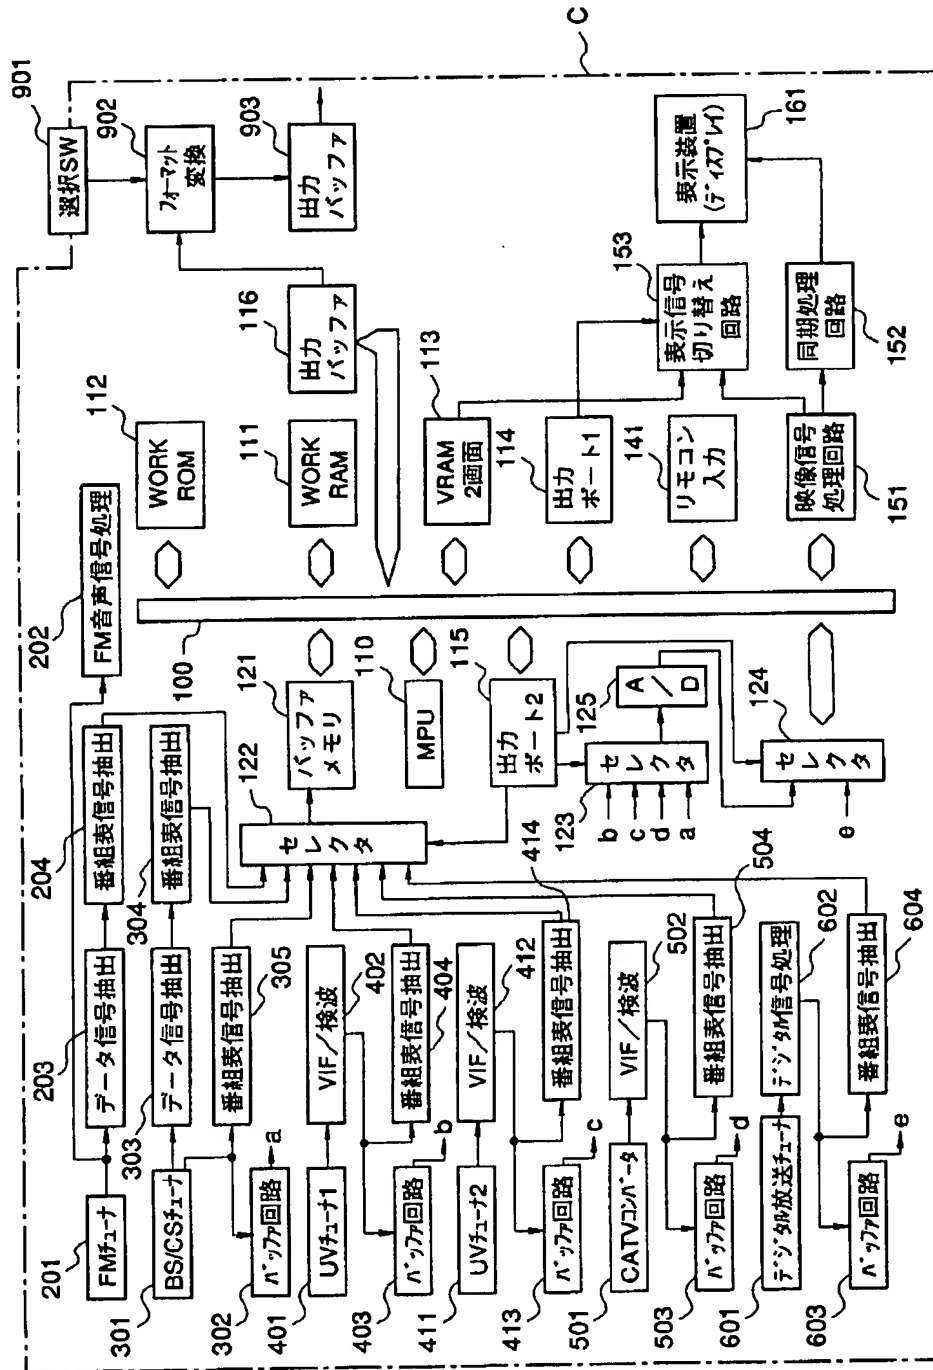 201
FMチューナ
203
データ信号抽出
204
番組表信号抽出
202
FM音声信号処理
301
BS/CSチューナ
303
データ信号抽出
304
番組表信号抽出
302
バッファ回路
a
番組表信号抽出
305
401
UVチューナ1
VIF/検波
402
403
バッファ回路
b
番組表信号抽出
404
411
UVチューナ2
VIF/検波
412
413
バッファ回路
c
番組表信号抽出
414
501
CATVコンバータ
VIF/検波
502
503
バッファ回路
d
番組表信号抽出
504
601
デジタル放送チューナ
デジタル信号処理
602
603
バッファ回路
e
番組表信号抽出
604
122
セレクタ
121
バッファ
メモリ
110
MPU
115
出力
ポート2
123
セレクタ
b
c
d
a
125
A/D
124
セレクタ
e
100
112
WORK
ROM
111
WORK
RAM
116
出力
バッファ
113
VRAM
2画面
114
出力
ポート1
141
リモコン
入力
映像信号
処理回路
151
153
表示信号
切り替え
回路
同期処理
回路
152
表示装置
(ディスプレイ)
161
901
選択SW
902
フォーマット
変換
903
出力
バッファ
C